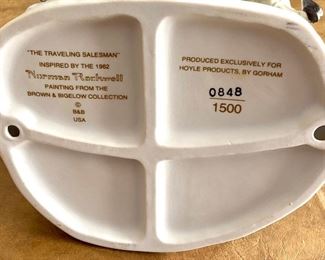 "THE TRAVELING SALESMAN"
INSPIRED BY THE 1962
Norman Rockwell
PAINTING FROM THE
BROWN & BIGELOW COLLECTION
©
B&B
USA
PRODUCED EXCLUSIVELY FOR
HOYLE PRODUCTS, BY GORHAM
0848
1500